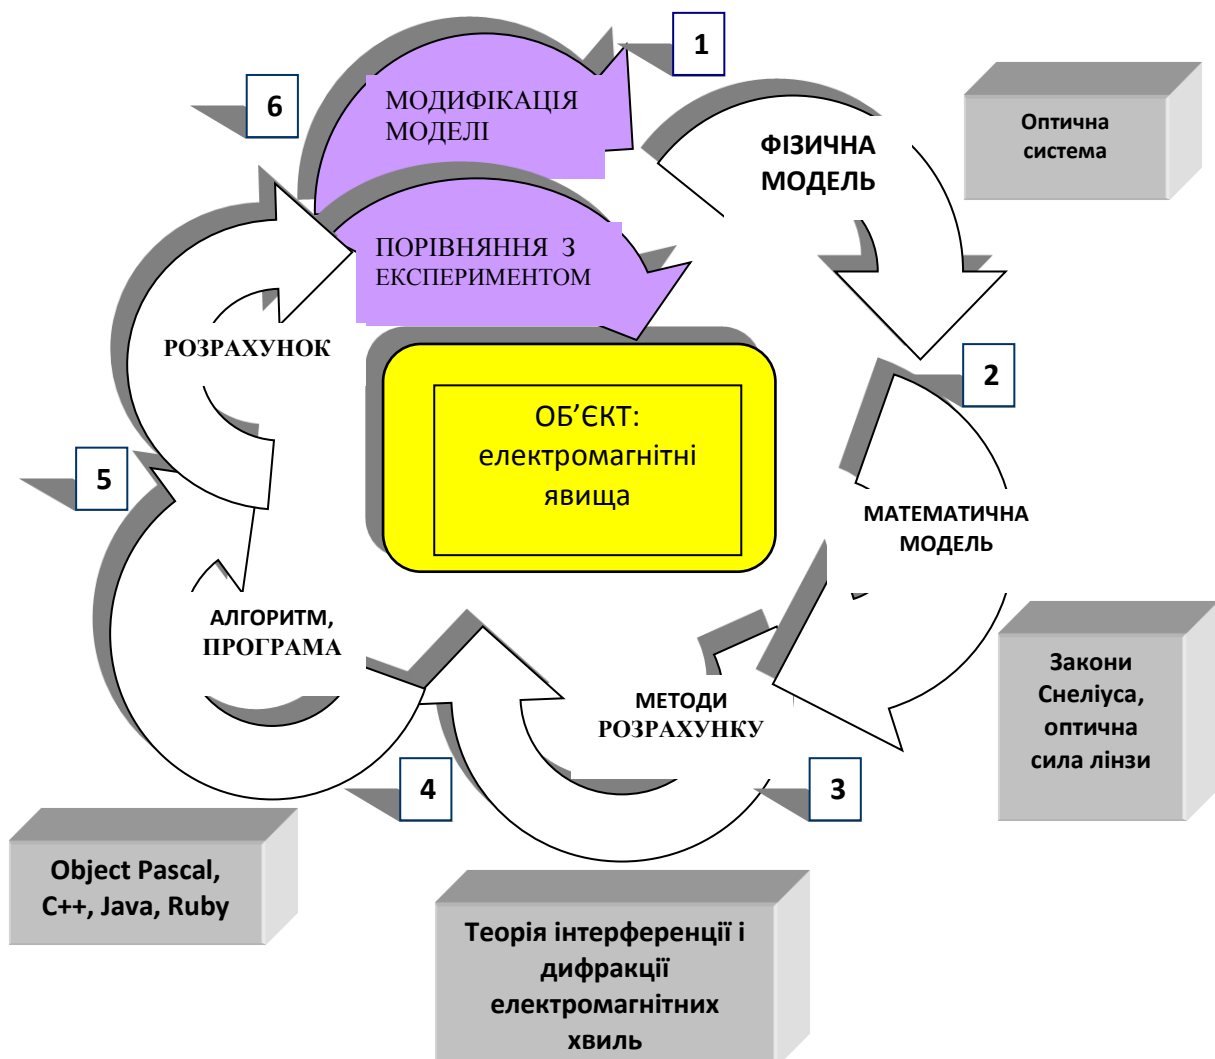 1
6
МОДИФІКАЦІЯ
МОДЕЛІ
ФІЗИЧНА
МОДЕЛЬ
Оптична
система
ПОРІВНЯННЯ З
ЕКСПЕРИМЕНТОМ
РОЗРАХУНОК
2
ОБ’ЄКТ:
електромагнітні
явища
5
МАТЕМАТИЧНА
МОДЕЛЬ
АЛГОРИТМ,
ПРОГРАМА
МЕТОДИ
РОЗРАХУНКУ
Закони
Снеліуса,
оптична
сила лінзи
4
3
Object Pascal,
C++, Java, Ruby
Теорія інтерференції і
дифракції
електромагнітних
хвиль